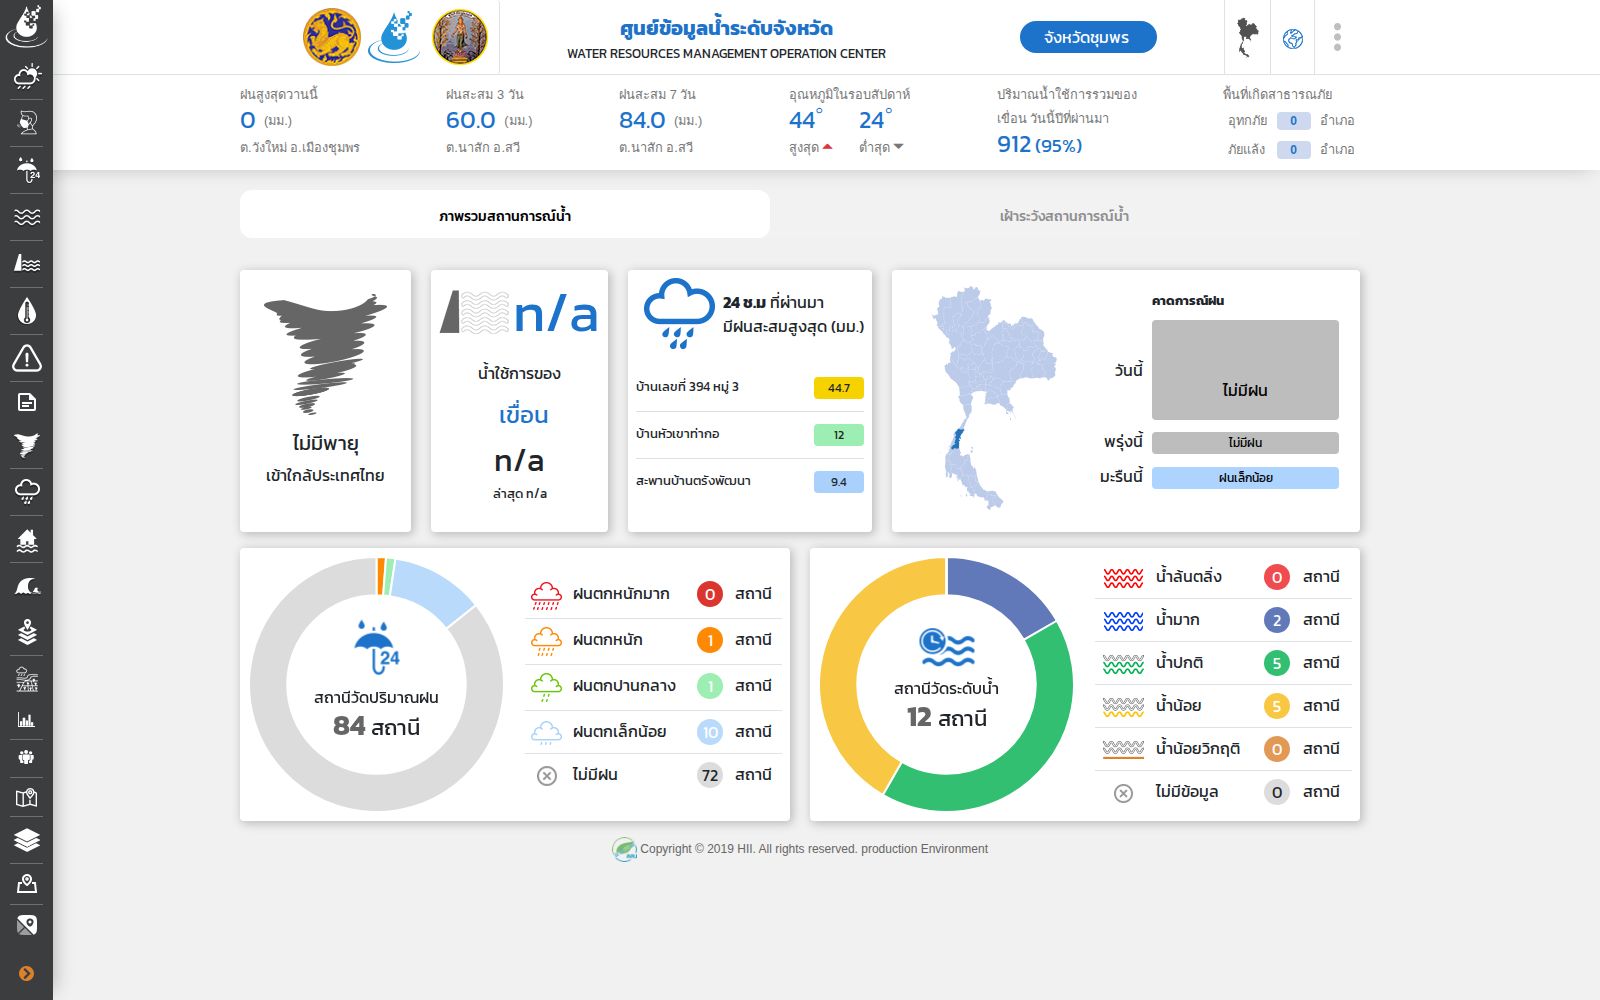 ศูนย์ข้อมูลน้ำระดับจังหวัด
WATER RESOURCES MANAGEMENT OPERATION CENTER
จังหวัดชุมพร
ฝนสูงสุดวานนี้
0 (มม.)
ต.วังใหม่ อ.เมืองชุมพร
ฝนสะสม 3 วัน
60.0 (มม.)
ต.นาสัก อ.สวี
ฝนสะสม 7 วัน
84.0 (มม.)
ต.นาสัก อ.สวี
อุณหภูมิในรอบสัปดาห์
44° 24°
สูงสุด ต่ำสุด
ปริมาณน้ำใช้การรวมของ
เขื่อน วันนี้ปีที่ผ่านมา
912 (95%)
พื้นที่เกิดสาธารณภัย
อุทกภัย 0 อำเภอ
ภัยแล้ง 0 อำเภอ
ภาพรวมสถานการณ์น้ำ
เฝ้าระวังสถานการณ์น้ำ
ไม่มีพายุ
เข้าใกล้ประเทศไทย
n/a
น้ำใช้การของ
เขื่อน
n/a
ล่าสุด n/a
24 ช.ม ที่ผ่านมา
มีฝนสะสมสูงสุด (มม.)
บ้านเลขที่ 394 หมู่ 3 44.7
บ้านหัวเขาท่ากอ 12
สะพานบ้านตรังพัฒนา 9.4
คาดการณ์ฝน
วันนี้ ไม่มีฝน
พรุ่งนี้ ไม่มีฝน
มะรืนนี้ ฝนเล็กน้อย
24
สถานีวัดปริมาณฝน
84 สถานี
ฝนตกหนักมาก 0 สถานี
ฝนตกหนัก 1 สถานี
ฝนตกปานกลาง 1 สถานี
ฝนตกเล็กน้อย 10 สถานี
ไม่มีฝน 72 สถานี
สถานีวัดระดับน้ำ
12 สถานี
น้ำล้นตลิ่ง 0 สถานี
น้ำมาก 2 สถานี
น้ำปกติ 5 สถานี
น้ำน้อย 5 สถานี
น้ำน้อยวิกฤติ 0 สถานี
ไม่มีข้อมูล 0 สถานี
Copyright © 2019 HII. All rights reserved. production Environment
24